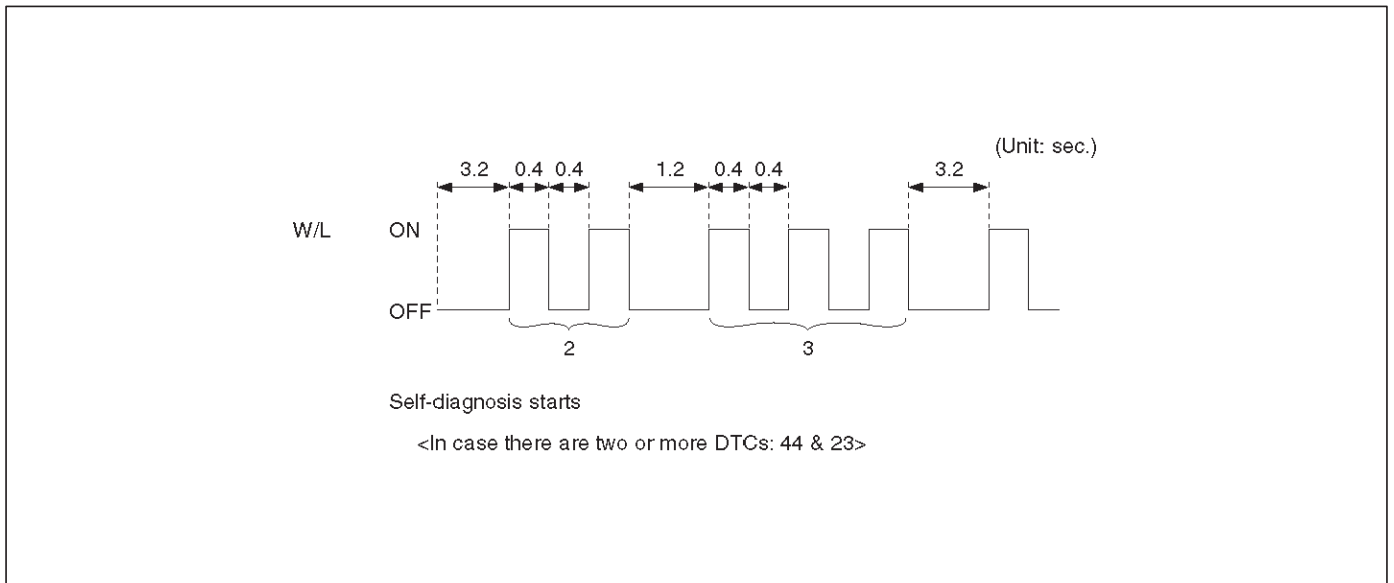 (Unit: sec.)
3.2 0.4 0.4 1.2 0.4 0.4 3.2
W/L ON
OFF
2 3
Self-diagnosis starts
<In case there are two or more DTCs: 44 & 23>